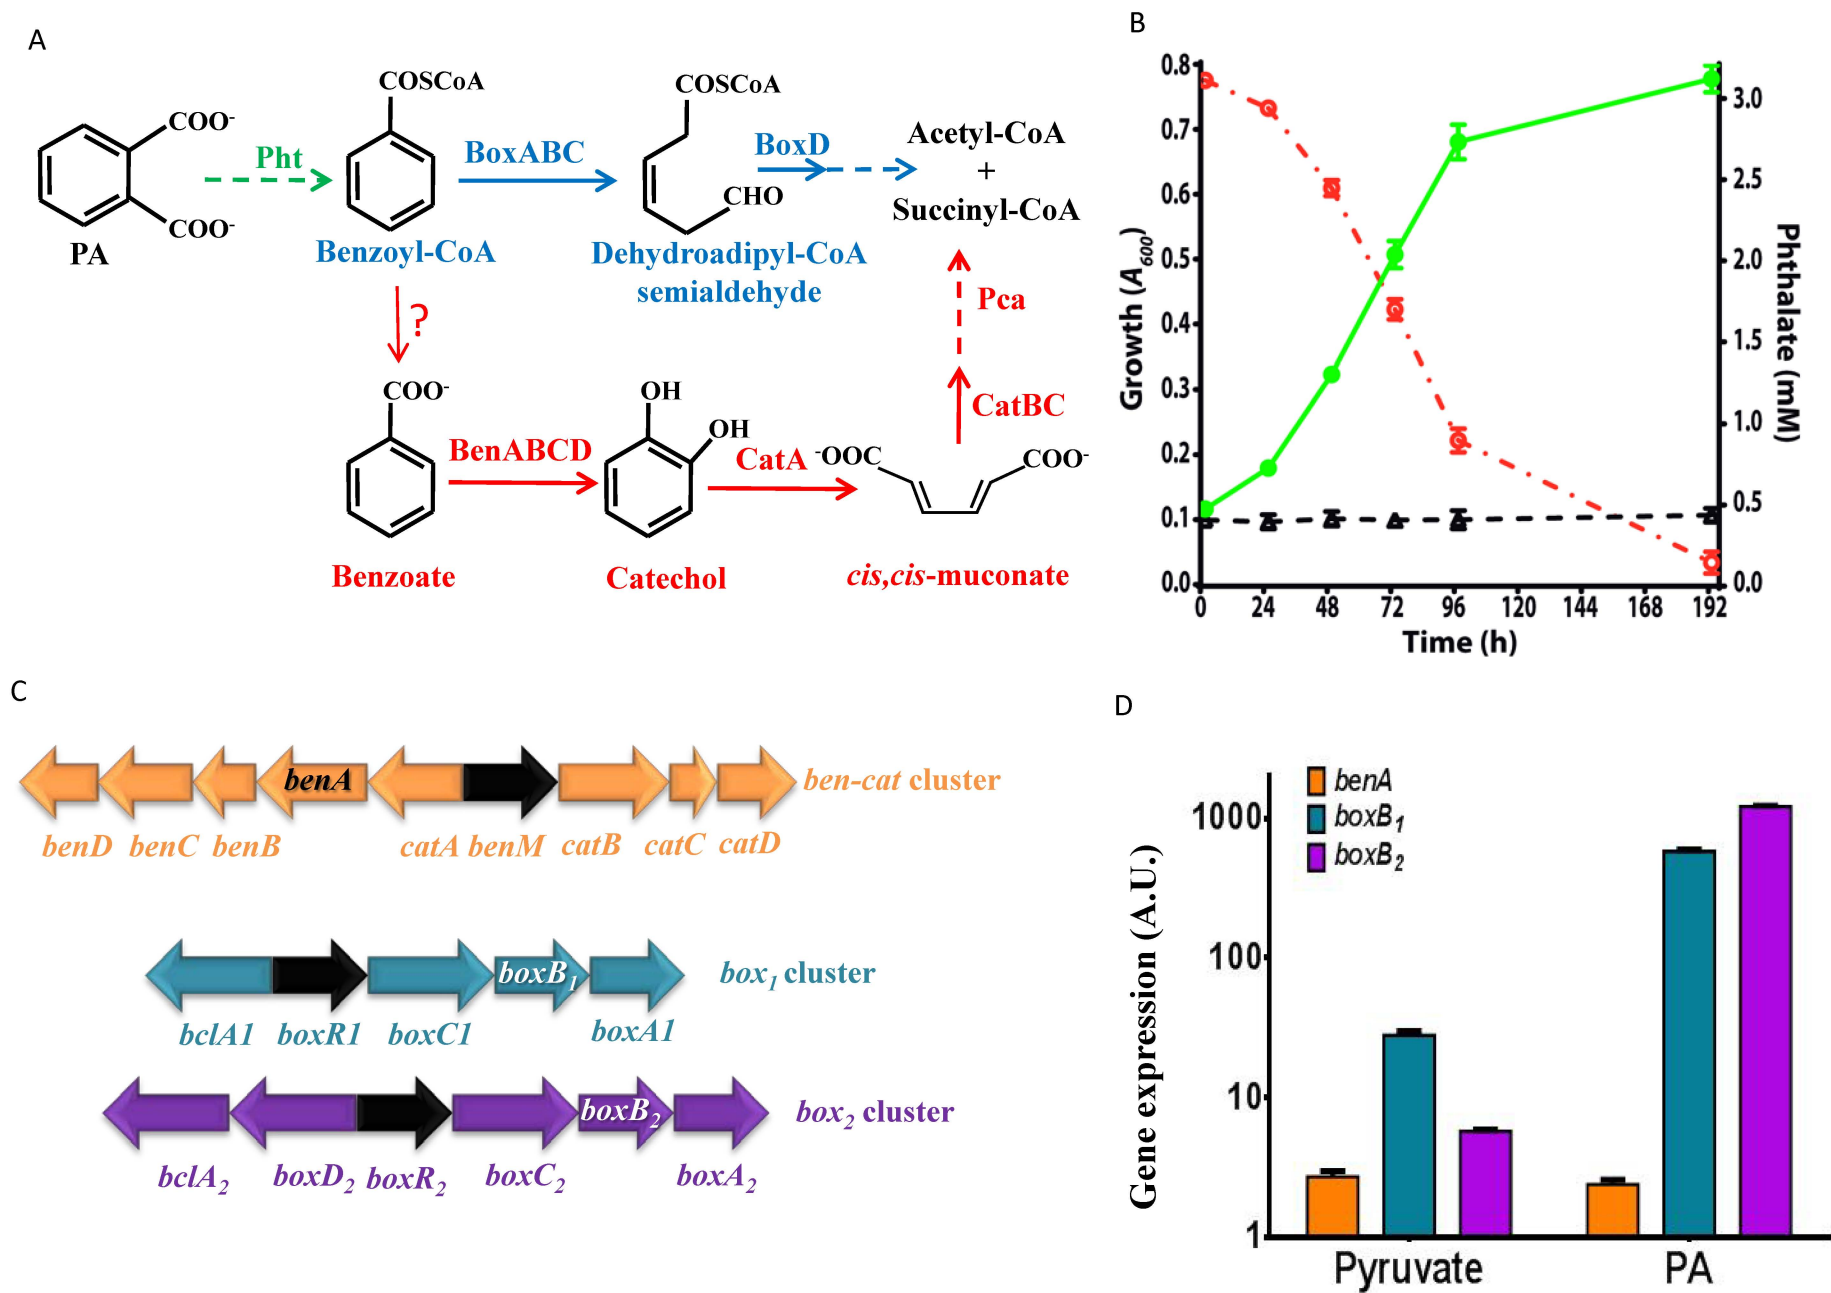 A
COO-
COO-
PA
Pht
COSCoA
Benzoyl-CoA
BoxABC
COSCoA
CHO
Dehydroadipyl-CoA
semialdehyde
BoxD
Acetyl-CoA
+
Succinyl-CoA
?
COO-
Benzoate
BenABCD
OH
OH
Catechol
CatA
-OOC
COO-
cis,cis-muconate
CatBC
Pca
B
0.8
0.7
0.6
0.5
0.4
0.3
0.2
0.1
0.0
Growth (A600)
3.0
2.5
2.0
1.5
1.0
0.5
0.0
Phthalate (mM)
0 24 48 72 96 120 144 168 192
Time (h)
C
benA
ben-cat cluster
benD benC benB catA benM catB catC catD
boxB1
box1 cluster
bclA1 boxR1 boxC1 boxA1
boxB2
box2 cluster
bclA2 boxD2 boxR2 boxC2 boxA2
D
benA
boxB1
boxB2
1000
100
10
1
Gene expression (A.U.)
Pyruvate PA